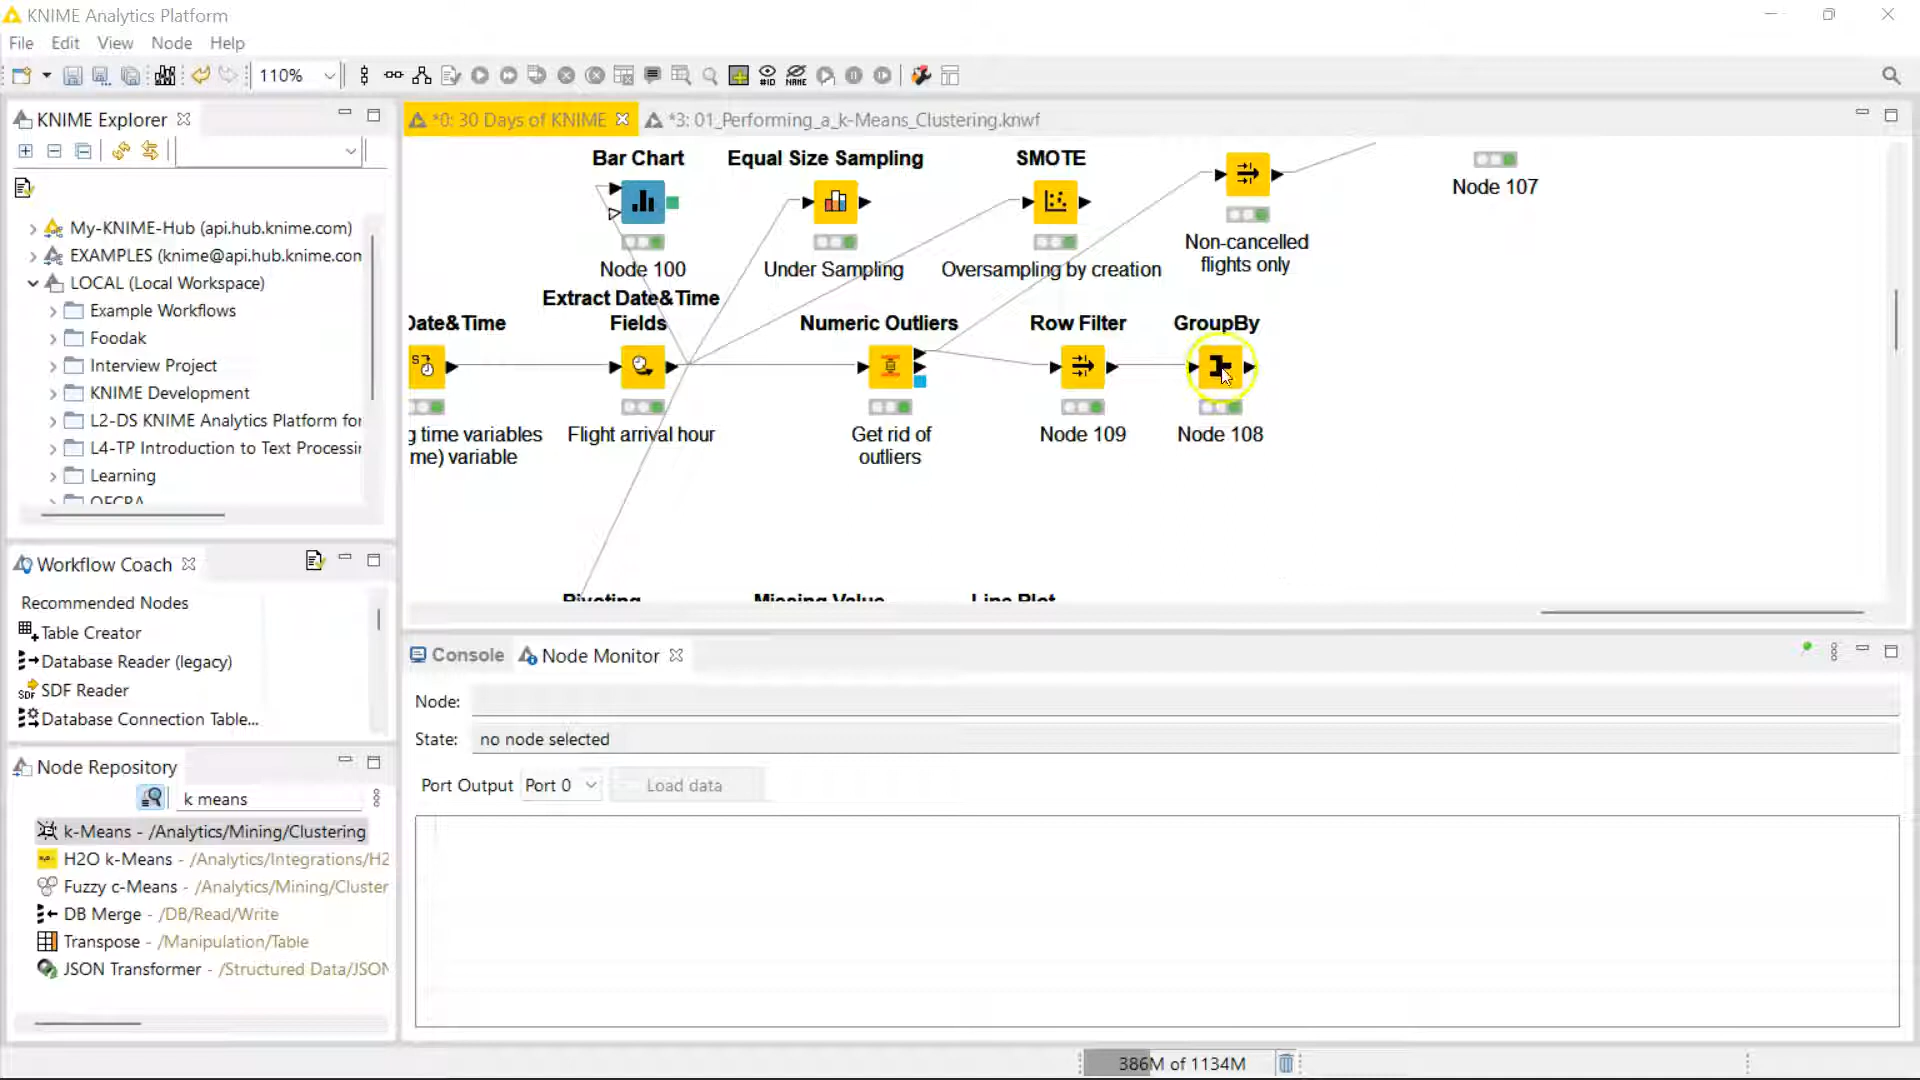 KNIME Analytics Platform
File Edit View Node Help
110%
KNIME Explorer
My-KNIME-Hub (api.hub.knime.com)
EXAMPLES (knime@api.hub.knime.con
LOCAL (Local Workspace)
Example Workflows
Foodak
Interview Project
KNIME Development
L2-DS KNIME Analytics Platform for
L4-TP Introduction to Text Processin
Learning
Workflow Coach
Recommended Nodes
Table Creator
Database Reader (legacy)
SDF Reader
Database Connection Table...
Node Repository
k means
k-Means - /Analytics/Mining/Clustering
H2O k-Means - /Analytics/Integrations/H2
Fuzzy c-Means - /Analytics/Mining/Cluster
DB Merge - /DB/Read/Write
Transpose - /Manipulation/Table
JSON Transformer - /Structured Data/JSON
*0: 30 Days of KNIME
*3: 01_Performing_a_k-Means_Clustering.knwf
Bar Chart
Node 100
Equal Size Sampling
Under Sampling
SMOTE
Oversampling by creation
Non-cancelled
flights only
Node 107
Date&Time
g time variables
me) variable
Extract Date&Time
Fields
Flight arrival hour
Numeric Outliers
Get rid of
outliers
Row Filter
Node 109
GroupBy
Node 108
Pivoting
Missing Value
Line Plot
Console
Node Monitor
Node:
State: no node selected
Port Output Port 0 Load data
386M of 1134M